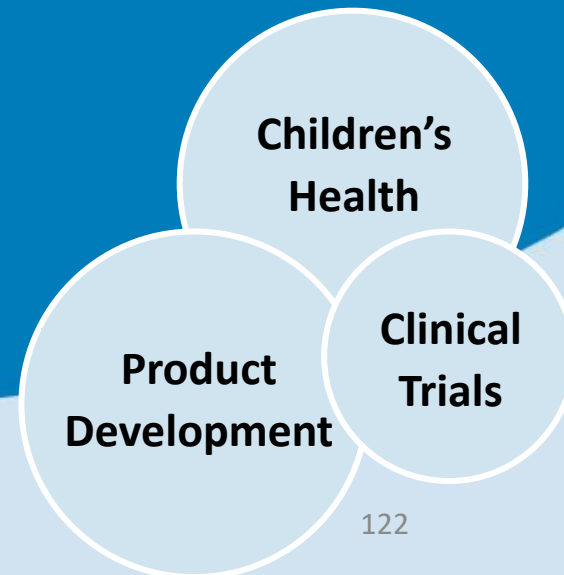 Children’s
Health
Clinical
Trials
Product
Development
122